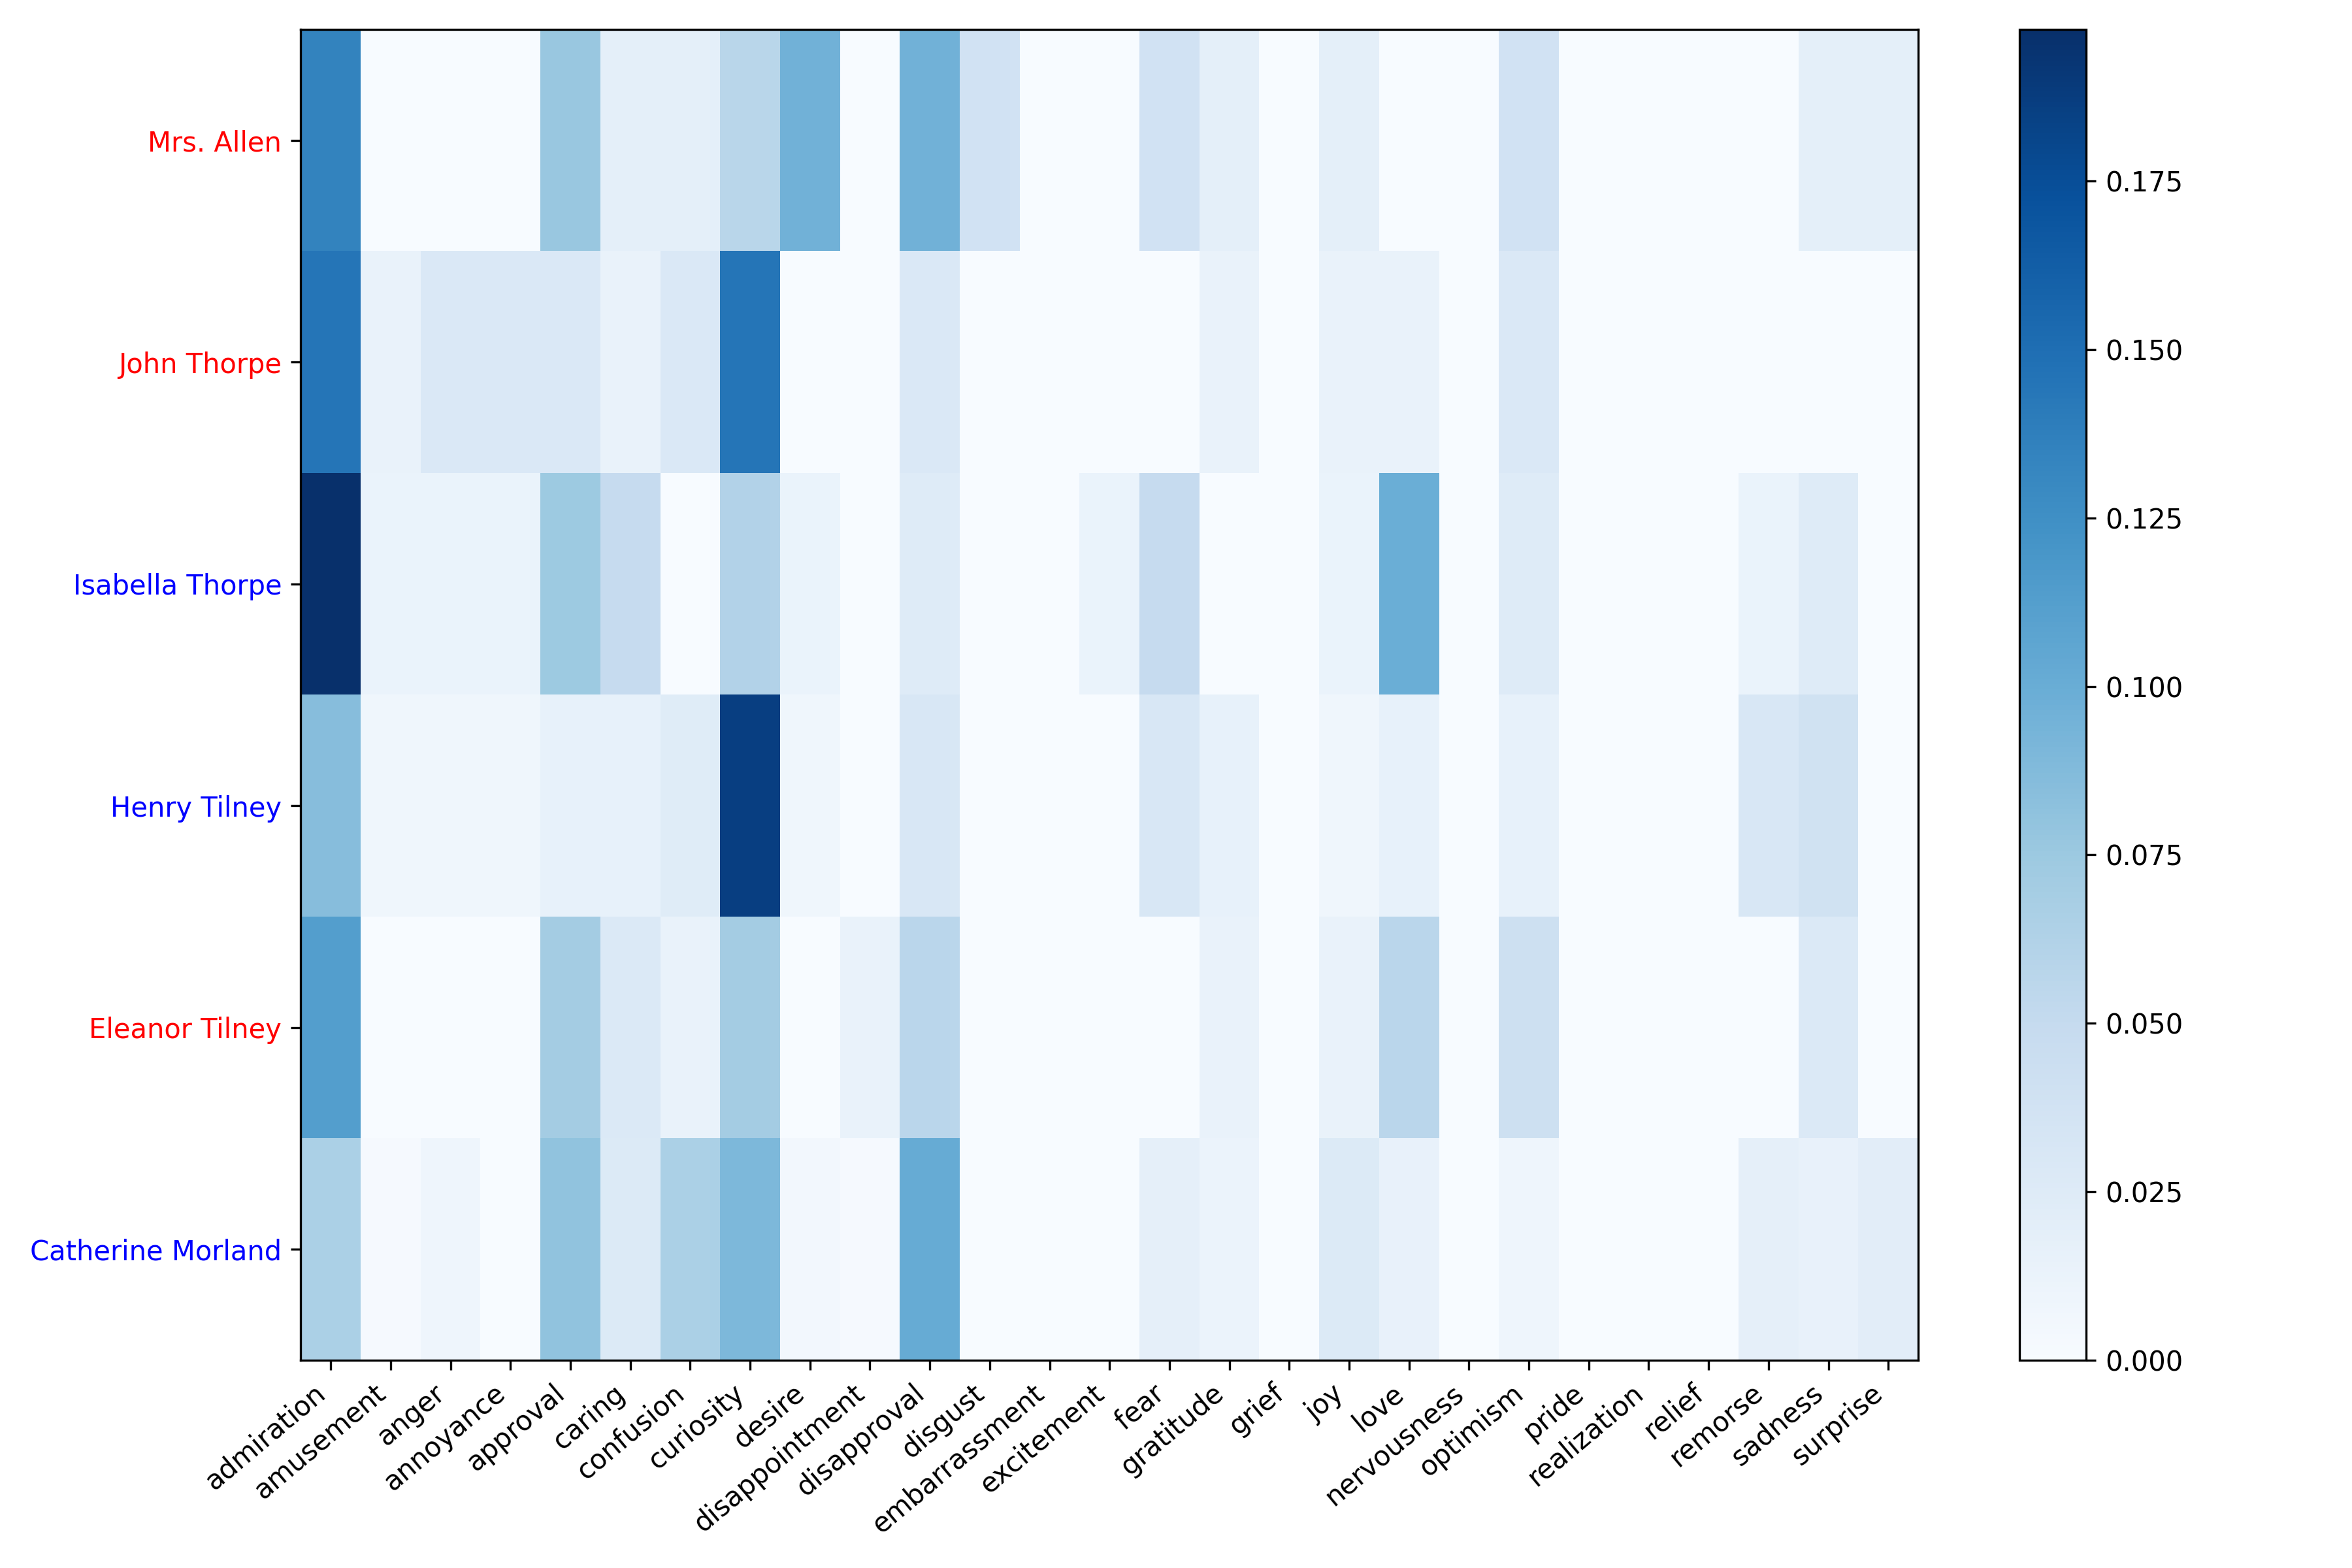 Mrs. Allen
John Thorpe
Isabella Thorpe
Henry Tilney
Eleanor Tilney
Catherine Morland
admiration
amusement
anger
annoyance
approval
caring
confusion
curiosity
desire
disappointment
disapproval
disgust
embarrassment
excitement
fear
gratitude
grief
joy
love
nervousness
optimism
pride
realization
relief
remorse
sadness
surprise
0.175
0.150
0.125
0.100
0.075
0.050
0.025
0.000